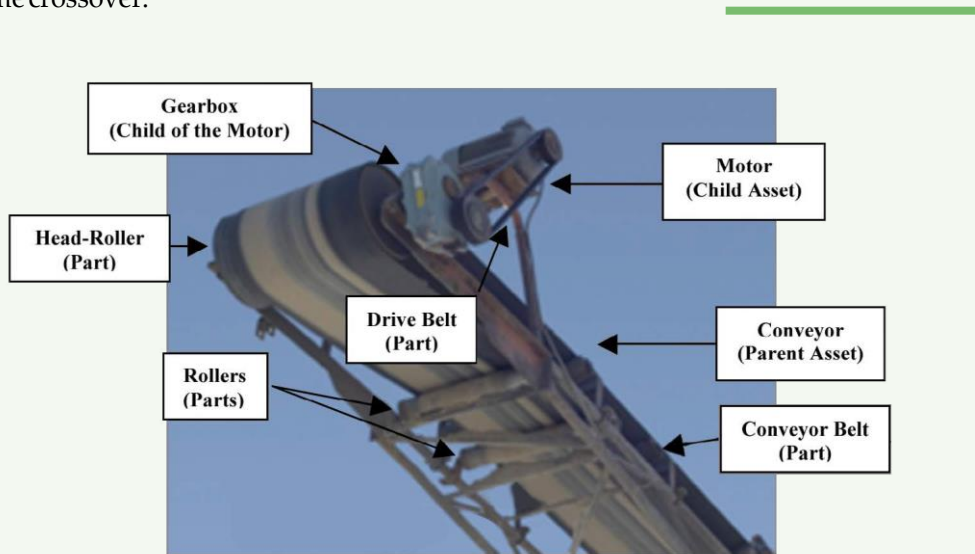 crossover.
Gearbox
(Child of the Motor)
Motor
(Child Asset)
Head-Roller
(Part)
Drive Belt
(Part)
Conveyor
(Parent Asset)
Rollers
(Parts)
Conveyor Belt
(Part)